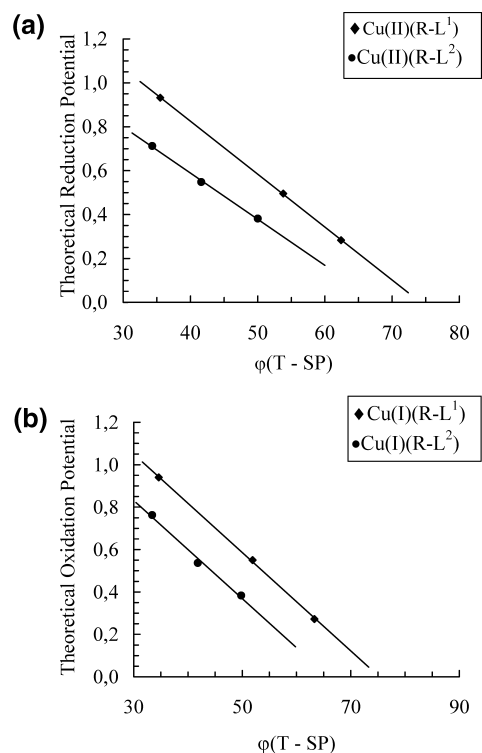 (a)
Cu(II)(R-L¹)
Cu(II)(R-L²)
Theoretical Reduction Potential
1,2
1,0
0,8
0,6
0,4
0,2
0,0
30 40 50 60 70 80
φ(T - SP)
(b)
Cu(I)(R-L¹)
Cu(I)(R-L²)
Theoretical Oxidation Potential
1,2
1,0
0,8
0,6
0,4
0,2
0,0
30 50 70 90
φ(T - SP)